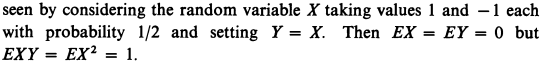 seen by considering the random variable X taking values 1 and −1 each
with probability 1/2 and setting Y = X. Then EX = EY = 0 but
EXY = EX² = 1.